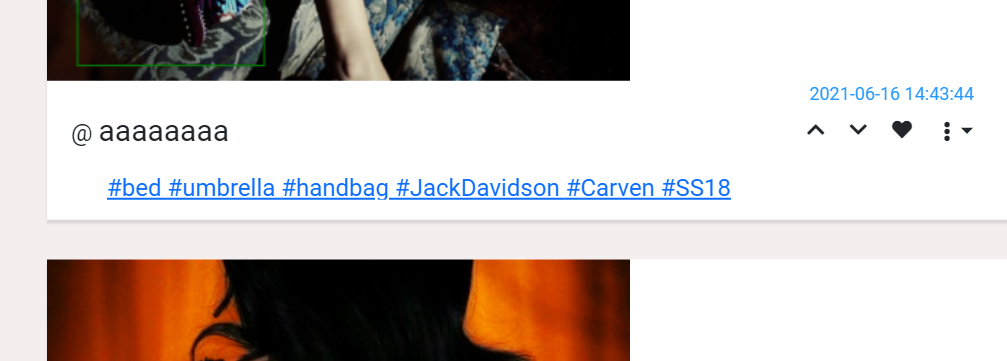 2021-06-16 14:43:44
@ aaaaaaaa
#bed #umbrella #handbag #JackDavidson #Carven #SS18